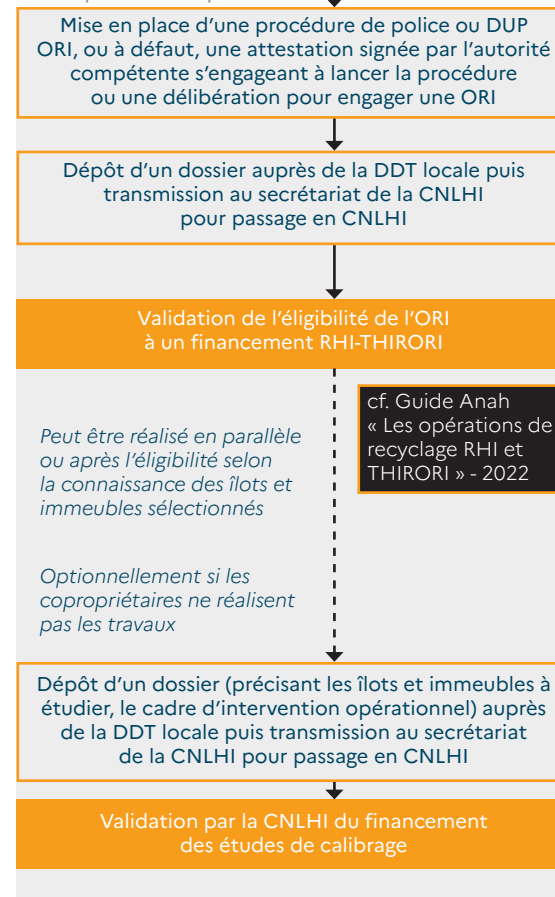 Mise en place d'une procédure de police ou DUP
ORI, ou à défaut, une attestation signée par l'autorité
compétente s'engageant à lancer la procédure
ou une délibération pour engager une ORI
Dépôt d'un dossier auprès de la DDT locale puis
transmission au secrétariat de la CNLHI
pour passage en CNLHI
Validation de l'éligibilité de l'ORI
à un financement RHI-THIRORI
cf. Guide Anah
« Les opérations de
recyclage RHI et
THIRORI » - 2022
Peut être réalisé en parallèle
ou après l'éligibilité selon
la connaissance des îlots et
immeubles sélectionnés
Optionnellement si les
copropriétaires ne réalisent
pas les travaux
Dépôt d'un dossier (précisant les îlots et immeubles à
étudier, le cadre d'intervention opérationnel) auprès
de la DDT locale puis transmission au secrétariat
de la CNLHI pour passage en CNLHI
Validation par la CNLHI du financement
des études de calibrage